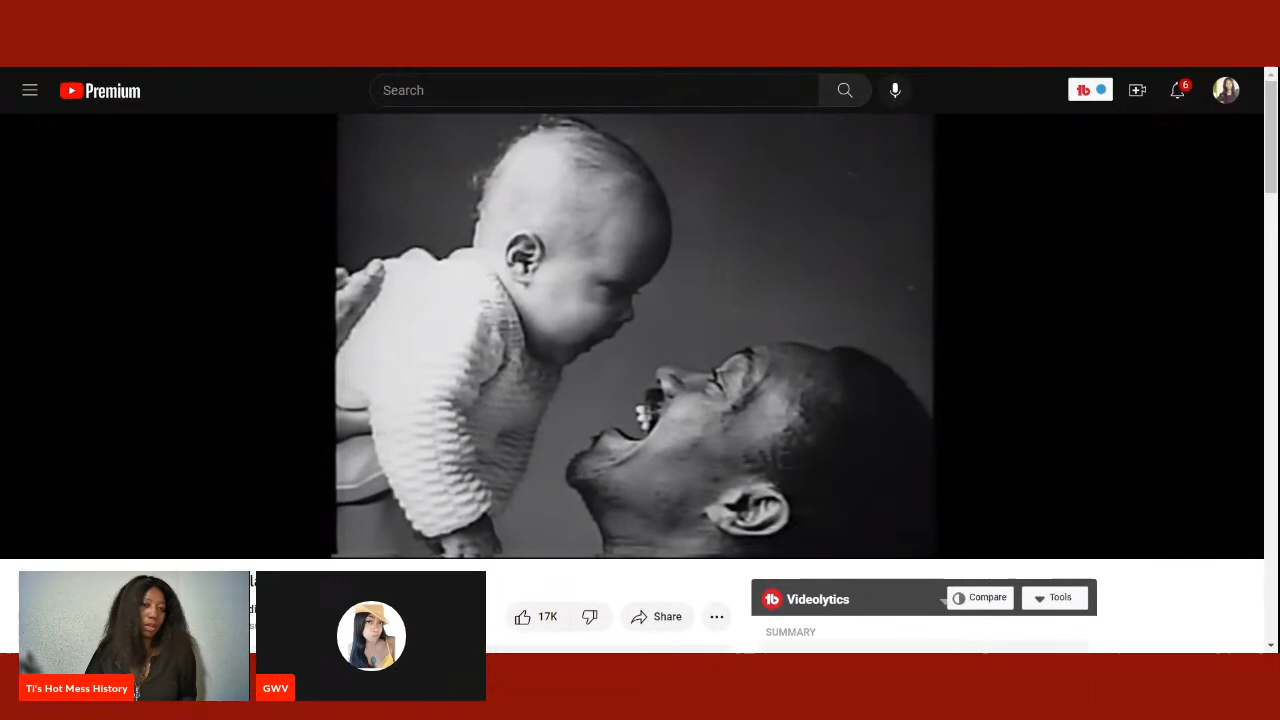 Premium
Search
6
17K
Share
Videolytics
Compare
Tools
SUMMARY
Ti's Hot Mess History
GWV